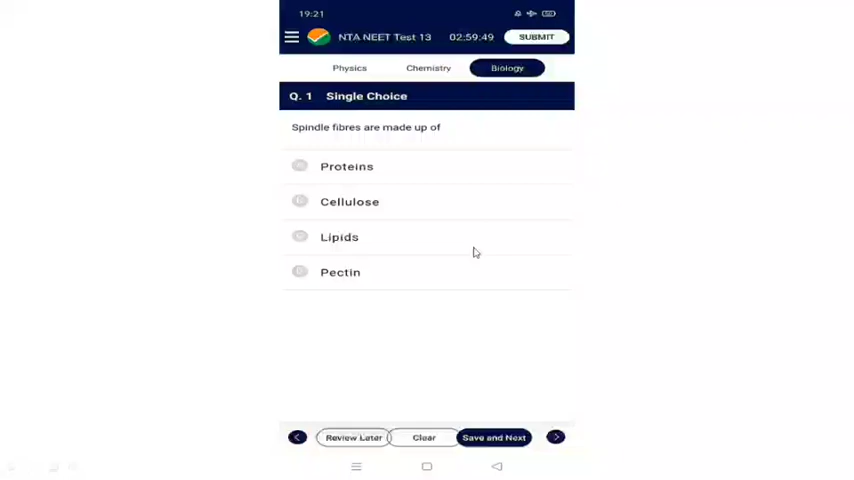 19:21
NTA NEET Test 13 02:59:49 SUBMIT
Physics Chemistry Biology
Q. 1 Single Choice
Spindle fibres are made up of
Proteins
Cellulose
Lipids
Pectin
Review Later Clear Save and Next